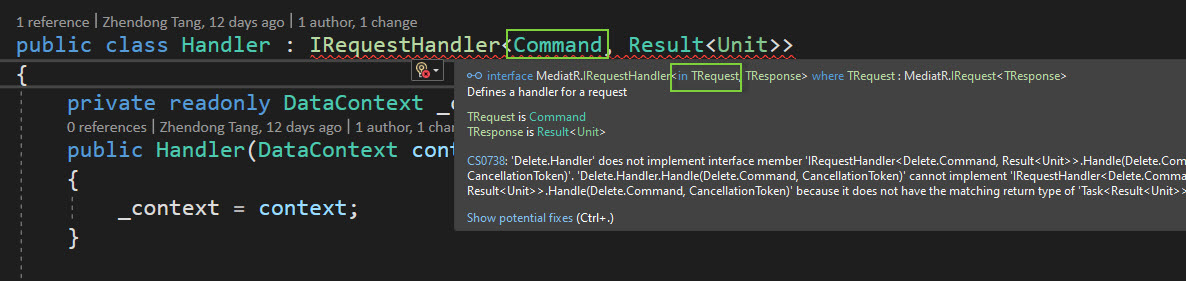 1 reference | Zhendong Tang, 12 days ago | 1 author, 1 change
public class Handler : IRequestHandler<Command, Result<Unit>>
{
interface MediatR.IRequestHandler<in TRequest, TResponse> where TRequest : MediatR.IRequest<TResponse>
Defines a handler for a request
TRequest is Command
TResponse is Result<Unit>
CS0738: 'Delete.Handler' does not implement interface member 'IRequestHandler<Delete.Command, Result<Unit>>.Handle(Delete.Com
CancellationToken)'. 'Delete.Handler.Handle(Delete.Command, CancellationToken)' cannot implement 'IRequestHandler<Delete.Comm
Result<Unit>>.Handle(Delete.Command, CancellationToken)' because it does not have the matching return type of 'Task<Result<Unit>>
Show potential fixes (Ctrl+.)
private readonly DataContext _c
0 references | Zhendong Tang, 12 days ago | 1 author, 1 chan
public Handler(DataContext cont
{
_context = context;
}